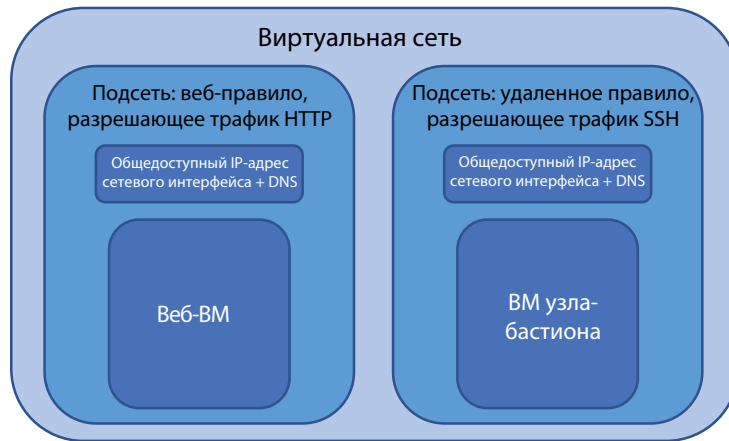 Виртуальная сеть
Подсеть: веб-правило,
разрешающее трафик HTTP
Общедоступный IP-адрес
сетевого интерфейса + DNS
Веб-ВМ
Подсеть: удаленное правило,
разрешающее трафик SSH
Общедоступный IP-адрес
сетевого интерфейса + DNS
ВМ узла-
бастиона